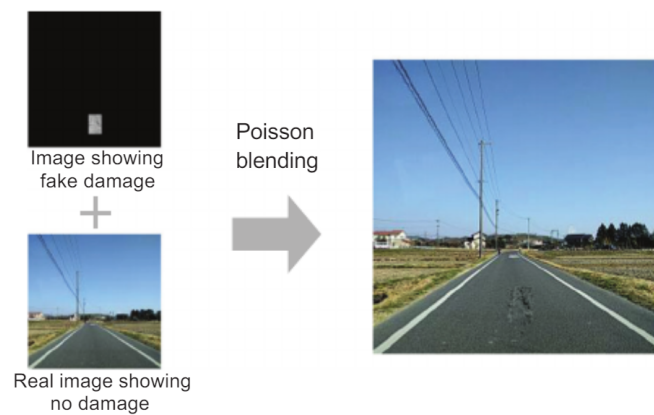 Image showing
fake damage
Real image showing
no damage
Poisson
blending